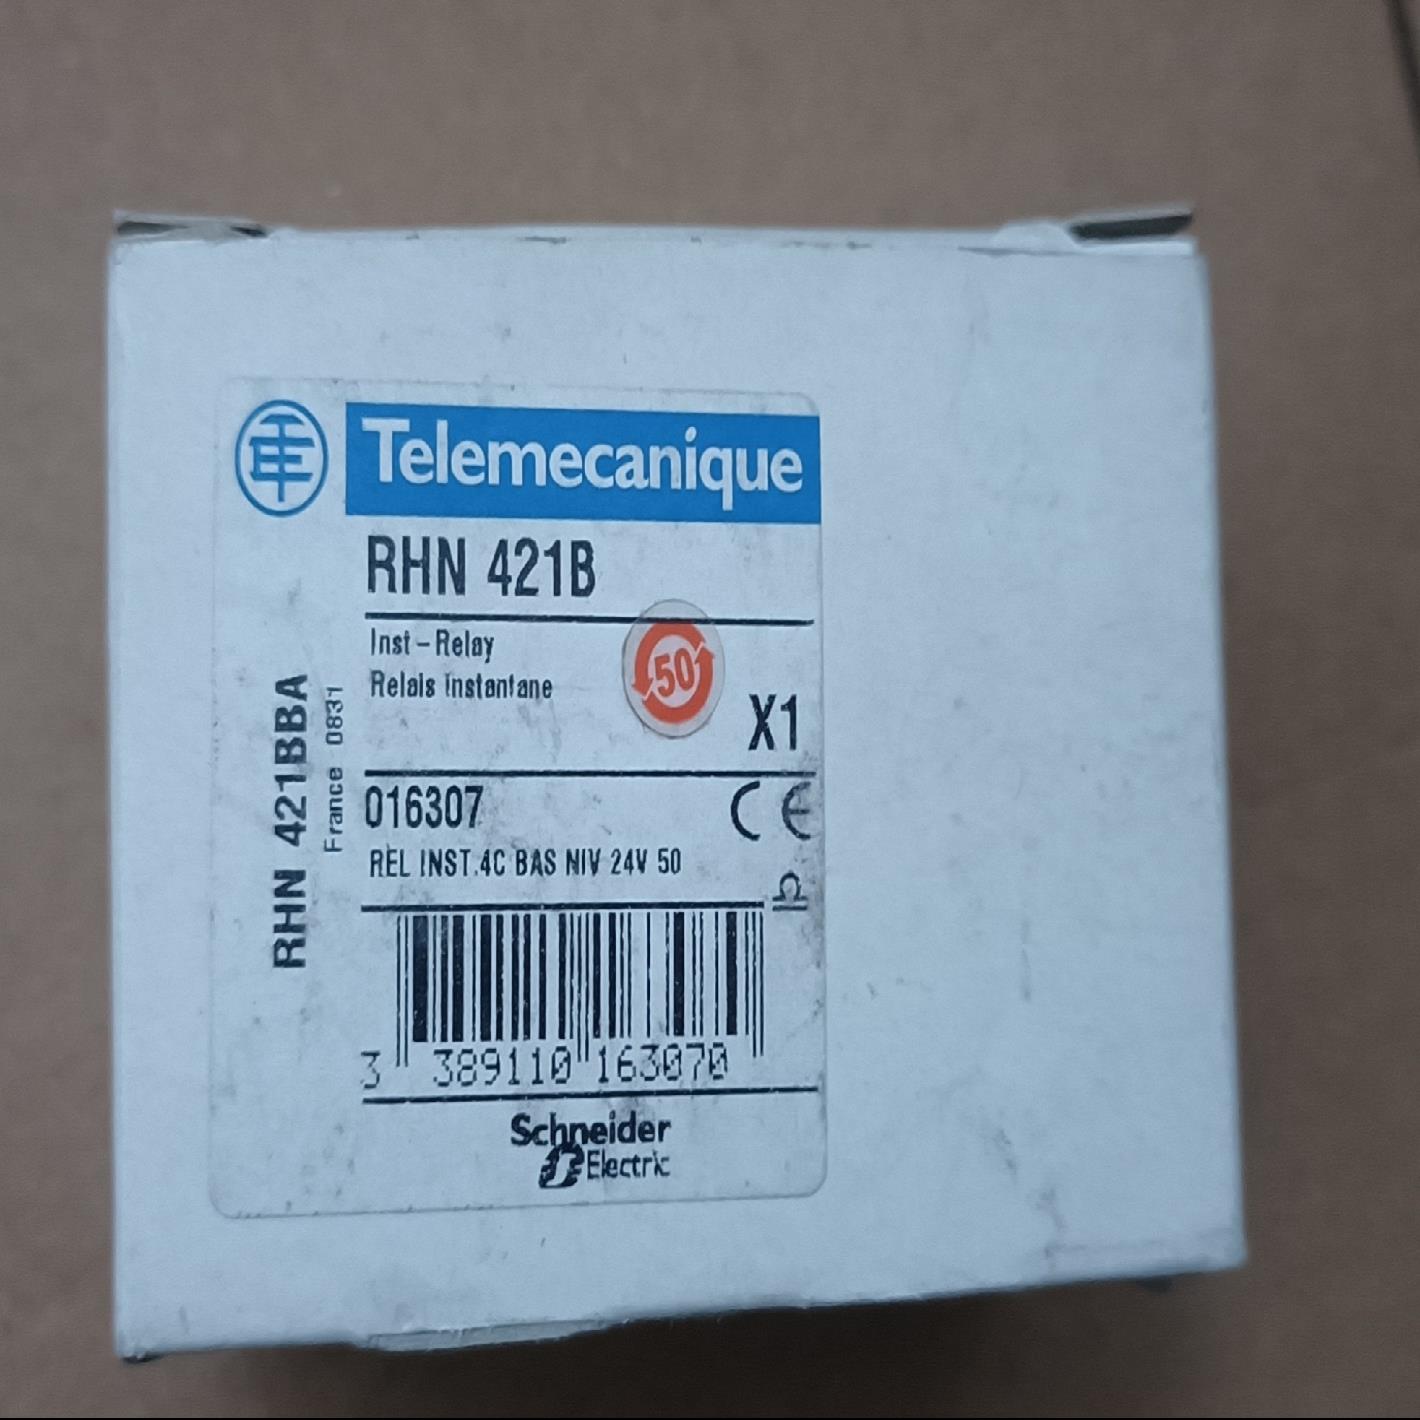 Telemecanique
RHN 421B
Inst-Relay
Relais Instantane
50
X1
016307
CE
REL INST.4C BAS NIV 24V 50
3 389110 163070
Schneider
Electric
RHN 421BBA
France 0831